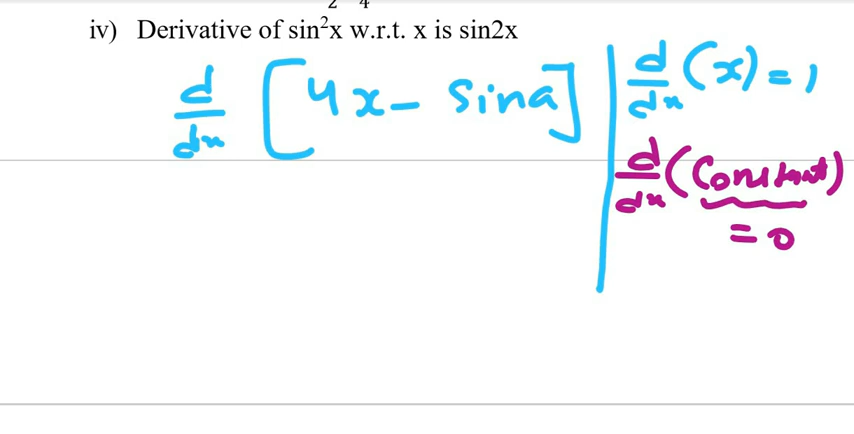 iv) Derivative of sin²x w.r.t. x is sin2x
d/dx [4x - sina]
d/dx (x) = 1
d/dx (Constant)
= 0